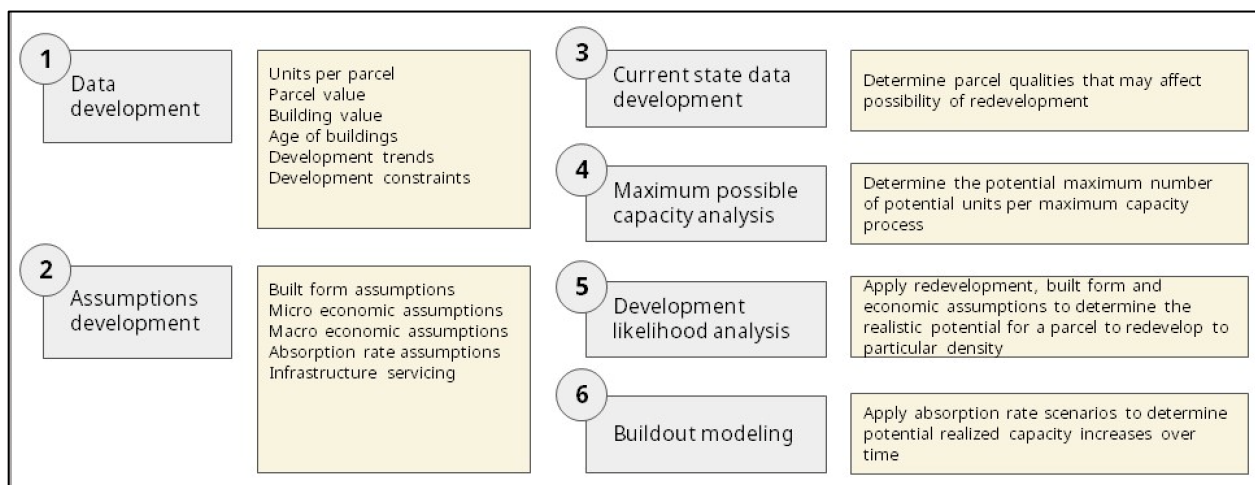 1
Data
development
Units per parcel
Parcel value
Building value
Age of buildings
Development trends
Development constraints
2
Assumptions
development
Built form assumptions
Micro economic assumptions
Macro economic assumptions
Absorption rate assumptions
Infrastructure servicing
3
Current state data
development
Determine parcel qualities that may affect
possibility of redevelopment
4
Maximum possible
capacity analysis
Determine the potential maximum number
of potential units per maximum capacity
process
5
Development
likelihood analysis
Apply redevelopment, built form and
economic assumptions to determine the
realistic potential for a parcel to redevelop to
particular density
6
Buildout modeling
Apply absorption rate scenarios to determine
potential realized capacity increases over
time